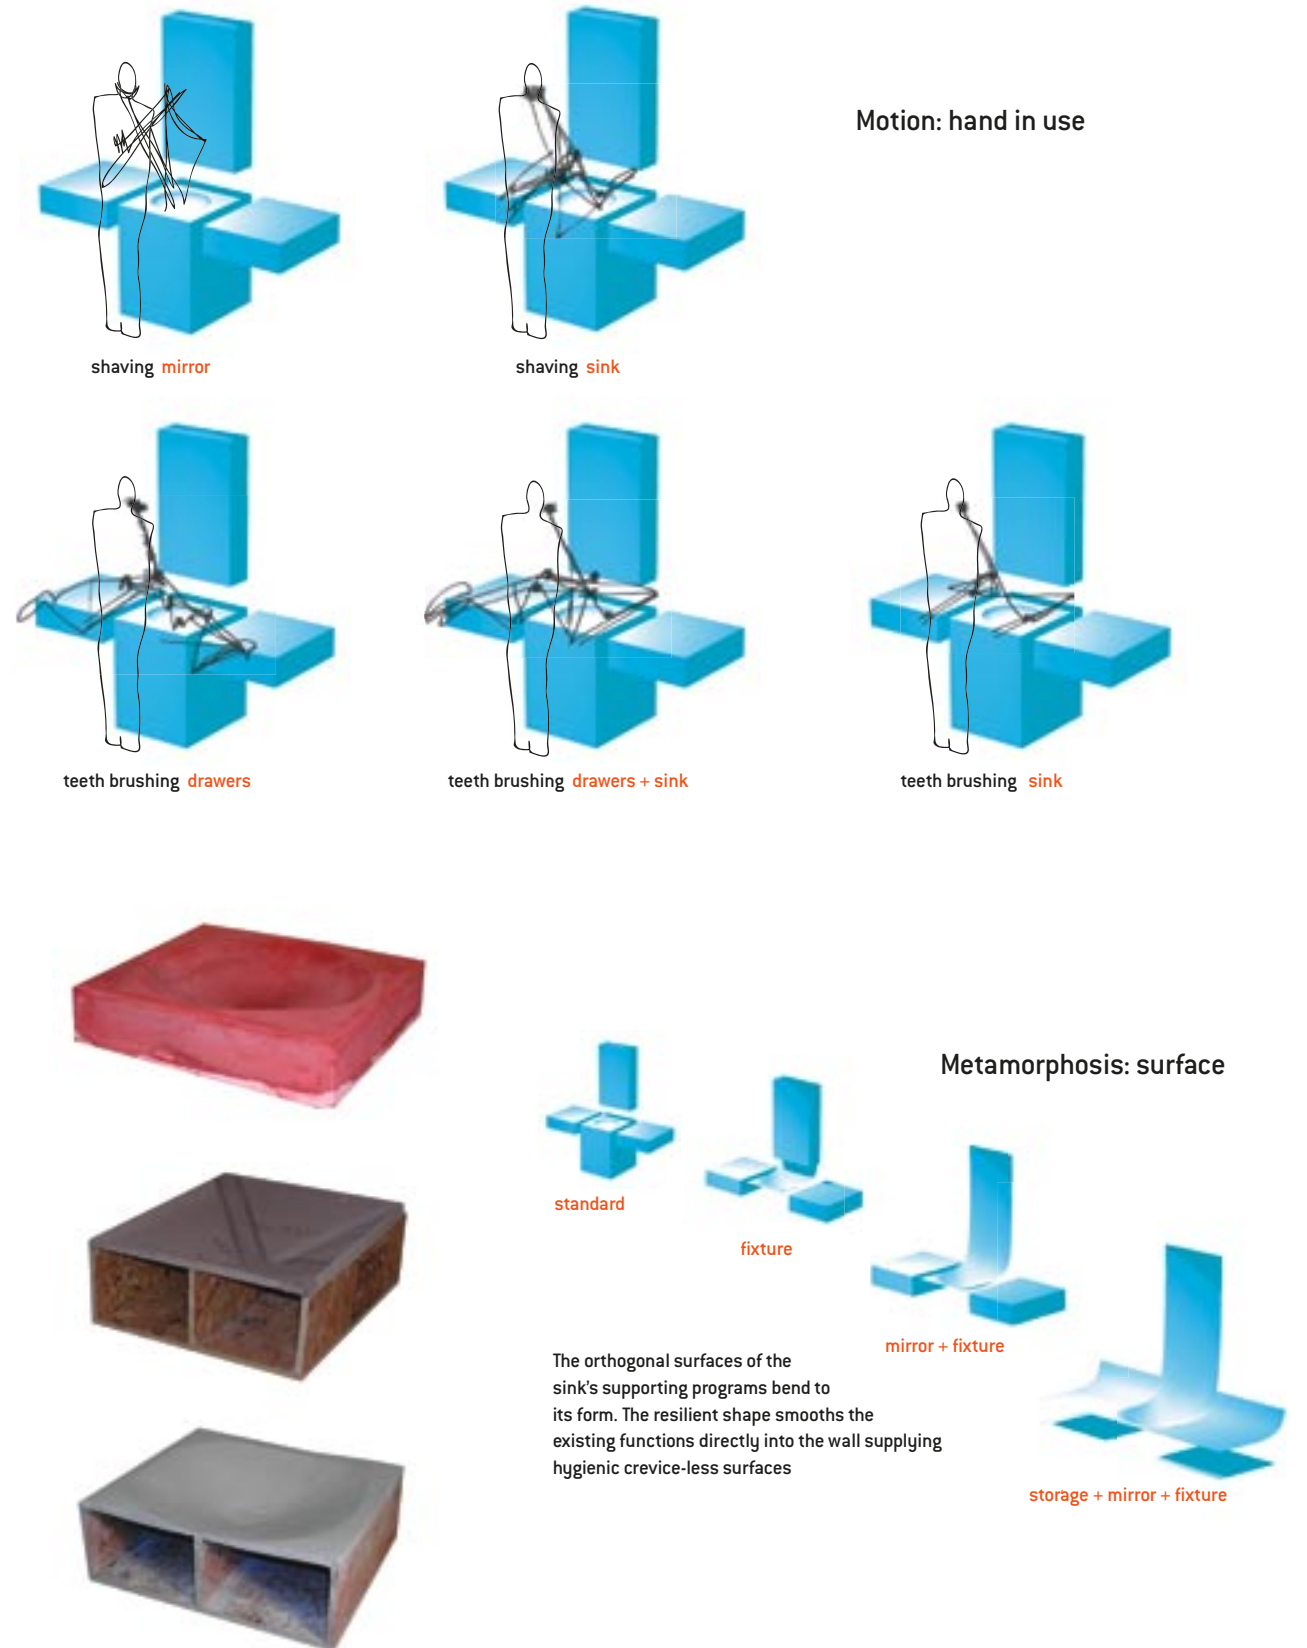 Motion: hand in use
shaving mirror
shaving sink
teeth brushing drawers
teeth brushing drawers + sink
teeth brushing sink
Metamorphosis: surface
standard
fixture
mirror + fixture
The orthogonal surfaces of the
sink's supporting programs bend to
its form. The resilient shape smooths the
existing functions directly into the wall supplying
hygienic crevice-less surfaces
storage + mirror + fixture